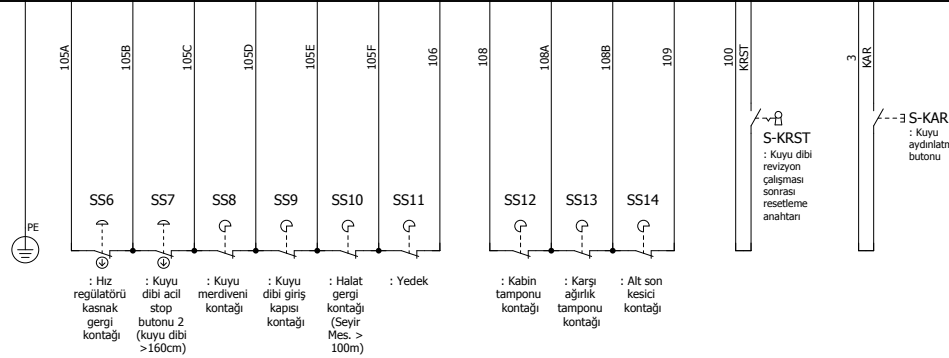 105A
105B
105C
105D
105E
105F
106
108
108A
108B
109
100
KRST
3
KAR
PE
SS6
SS7
SS8
SS9
SS10
SS11
SS12
SS13
SS14
S-KRST
: Kuyu dibi
revizyon
çalışması
sonrası
resetleme
anahtarı
S-KAR
: Kuyu
aydınlatm
butonu
: Hız
regülatörü
kasnak
gergi
kontağı
: Kuyu
dibi acil
stop
butonu 2
(kuyu dibi
>160cm)
: Kuyu
merdiveni
kontağı
: Kuyu
dibi giriş
kapısı
kontağı
: Halat
gergi
kontağı
(Seyir
Mes. >
100m)
: Yedek
: Kabin
tamponu
kontağı
: Karşı
ağırlık
tamponu
kontağı
: Alt son
kesici
kontağı